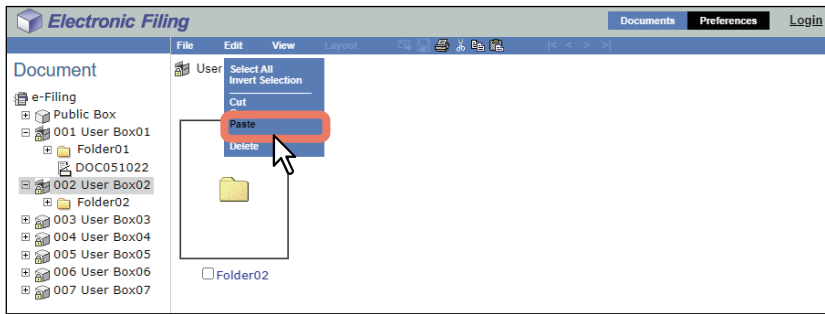 Electronic Filing
Documents Preferences Login
File Edit View Layout |< < > >|
Document
User
e-Filing
Public Box
001 User Box01
Folder01
DOC051022
002 User Box02
Folder02
003 User Box03
004 User Box04
005 User Box05
006 User Box06
007 User Box07
Select All
Invert Selection
Cut
Paste
Delete
Folder02